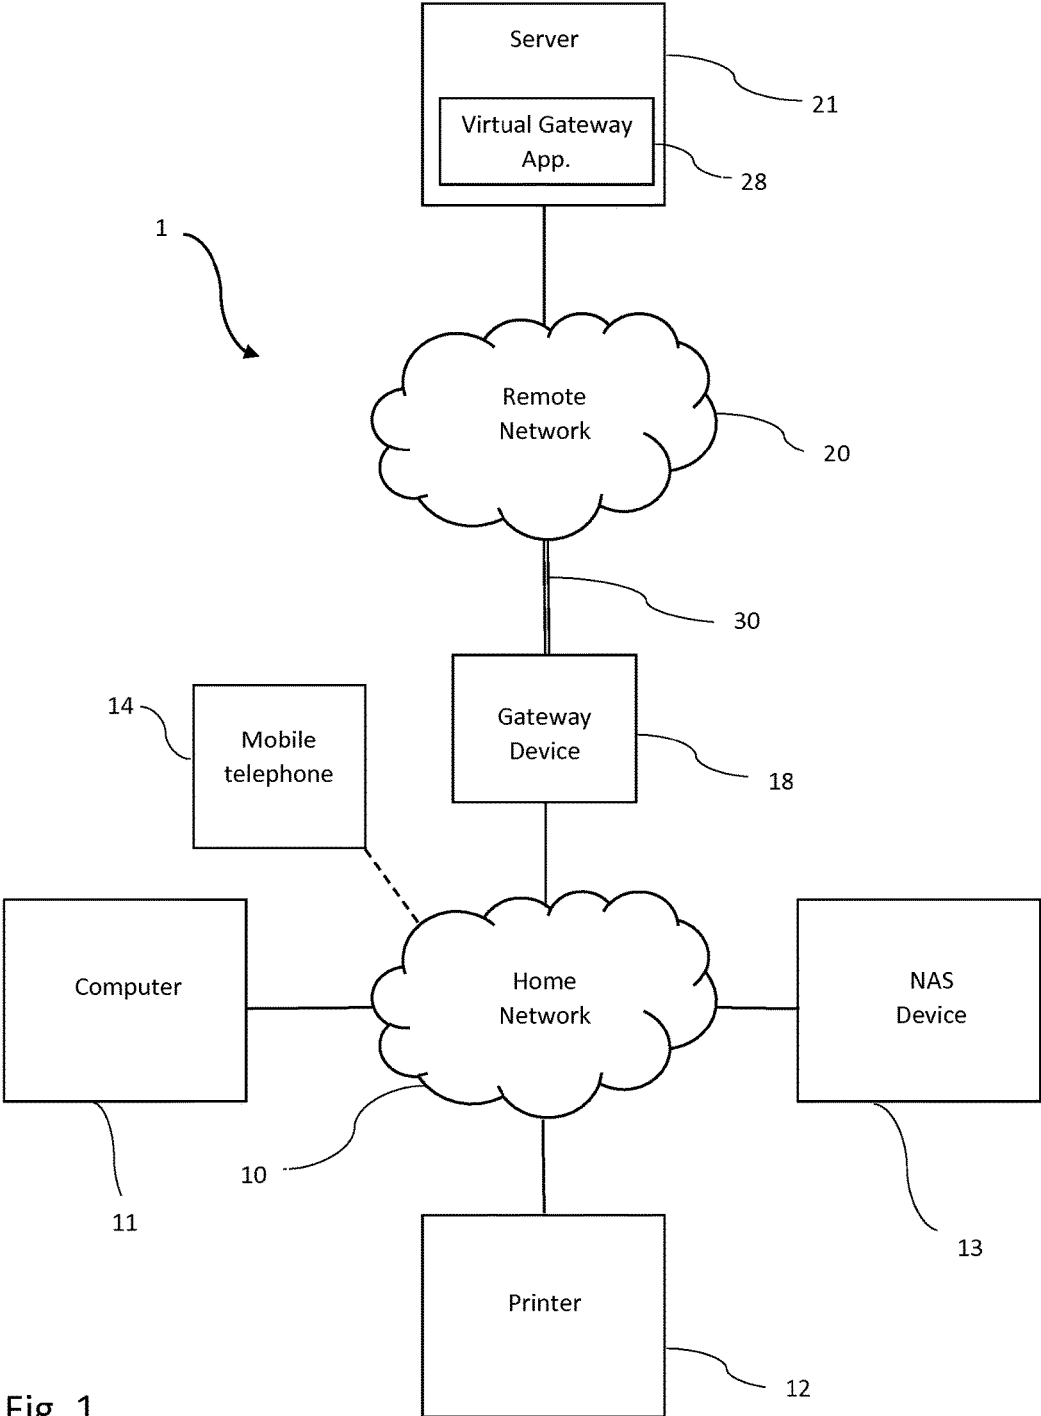 Server
21
Virtual Gateway
App.
28
1
Remote
Network
20
30
14
Mobile
telephone
Gateway
Device
18
Computer
Home
Network
NAS
Device
10
11
13
Printer
12
Fig. 1